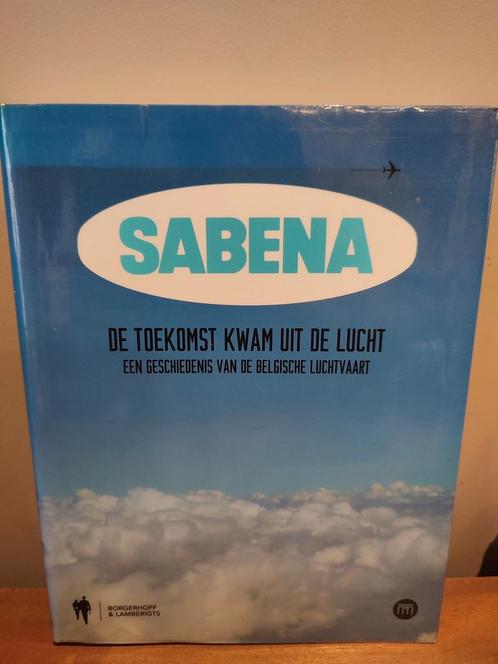 SABENA
DE TOEKOMST KWAM UIT DE LUCHT
EEN GESCHIEDENIS VAN DE BELGISCHE LUCHTVAART
BORGERHOFF
& LAMBERIGTS